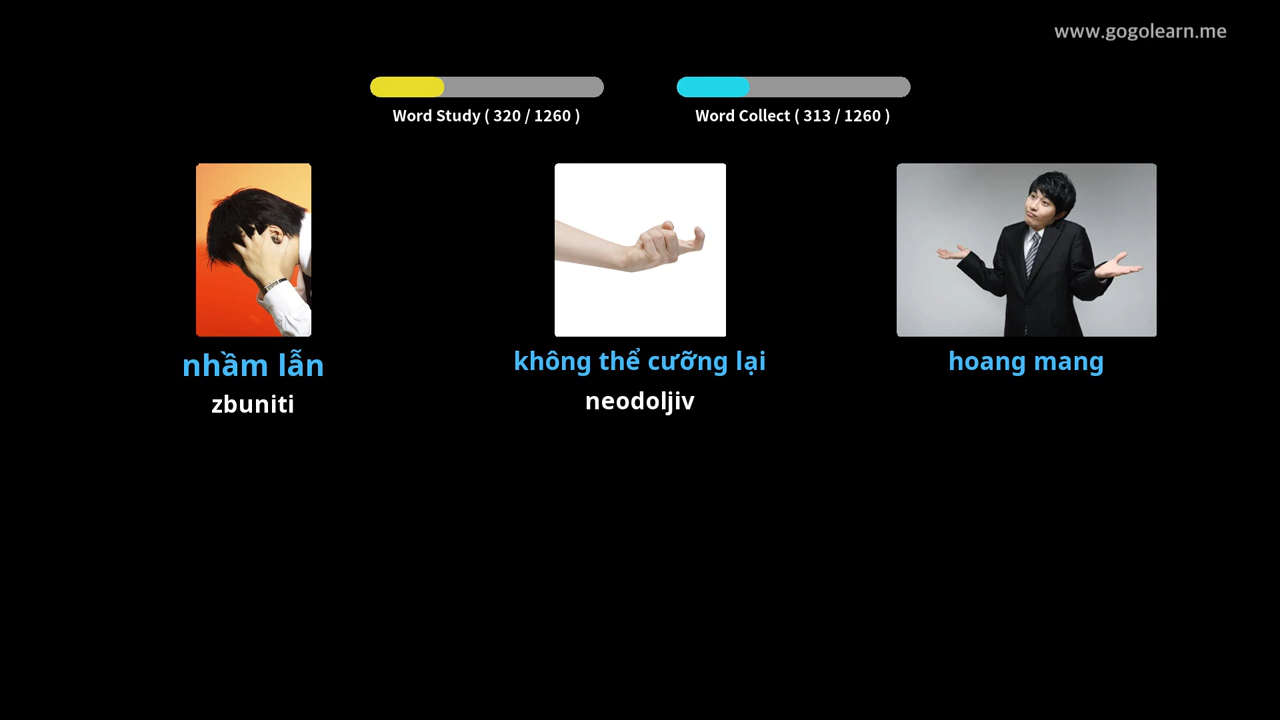 www.gogolearn.me
Word Study ( 320 / 1260 )
Word Collect ( 313 / 1260 )
nhầm lẫn
zbuniti
không thể cưỡng lại
neodoljiv
hoang mang